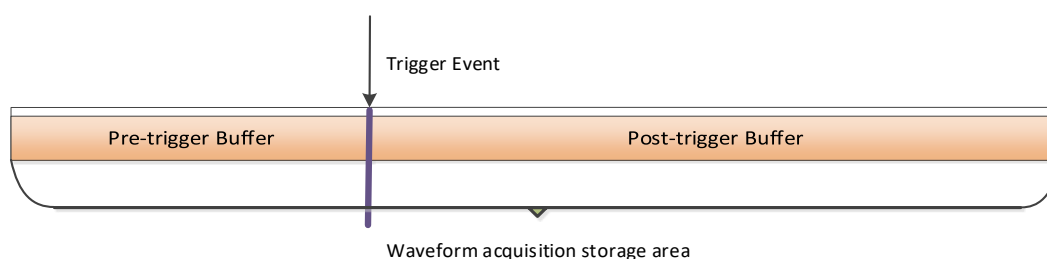 Trigger Event
Pre-trigger Buffer
Post-trigger Buffer
Waveform acquisition storage area